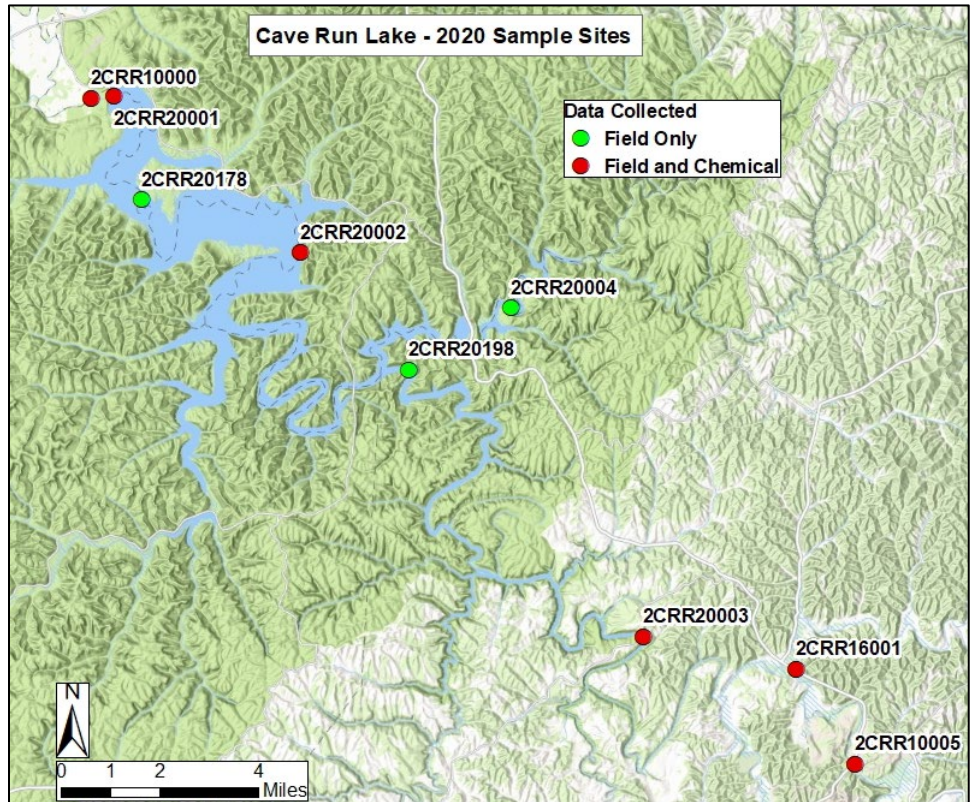 Cave Run Lake - 2020 Sample Sites
2CRR10000
2CRR20001
Data Collected
Field Only
Field and Chemical
2CRR20178
2CRR20002
2CRR20004
2CRR20198
2CRR20003
2CRR16001
2CRR10005
N
0 1 2 4
Miles